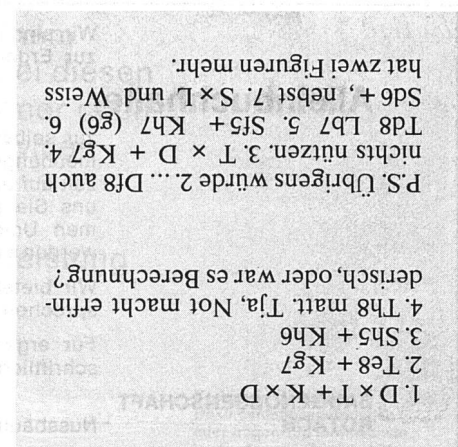 1. D × T + K × D
2. Te8 + Kg7
3. Sh5 + Kh6
4. Th8 matt. Tja, Not macht erfin-
derisch, oder war es Berechnung?
P.S. Übrigens würde 2. ... Df8 auch
nichts nützen. 3. T × D + Kg7 4.
Td8 Lb7 5. Sf5 + Kh7 (g6) 6.
Sd6 +, nebst 7. S × L und Weiss
hat zwei Figuren mehr.